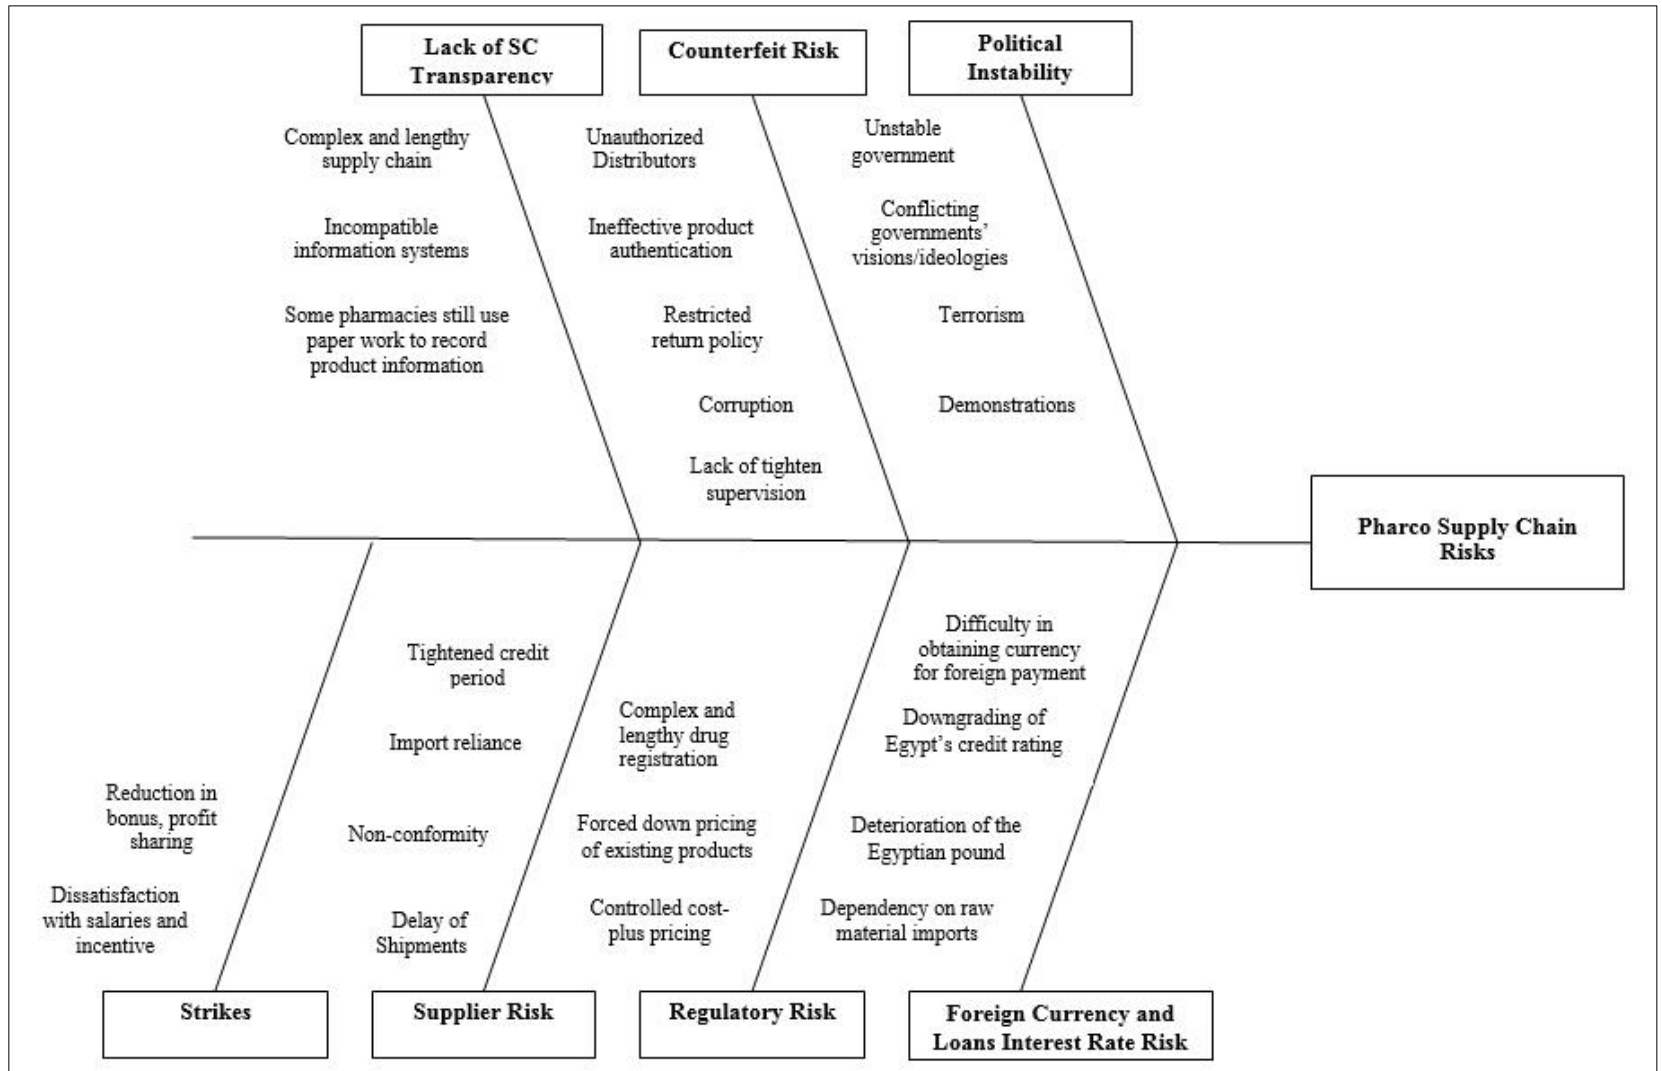 Lack of SC
Transparency
Counterfeit Risk
Political
Instability
Complex and lengthy
supply chain
Incompatible
information systems
Some pharmacies still use
paper work to record
product information
Unauthorized
Distributors
Ineffective product
authentication
Restricted
return policy
Corruption
Lack of tighten
supervision
Unstable
government
Conflicting
governments’
visions/ideologies
Terrorism
Demonstrations
Pharco Supply Chain
Risks
Reduction in
bonus, profit
sharing
Dissatisfaction
with salaries and
incentive
Tightened credit
period
Import reliance
Non-conformity
Delay of
Shipments
Complex and
lengthy drug
registration
Forced down pricing
of existing products
Controlled cost-
plus pricing
Difficulty in
obtaining currency
for foreign payment
Downgrading of
Egypt’s credit rating
Deterioration of the
Egyptian pound
Dependency on raw
material imports
Strikes
Supplier Risk
Regulatory Risk
Foreign Currency and
Loans Interest Rate Risk